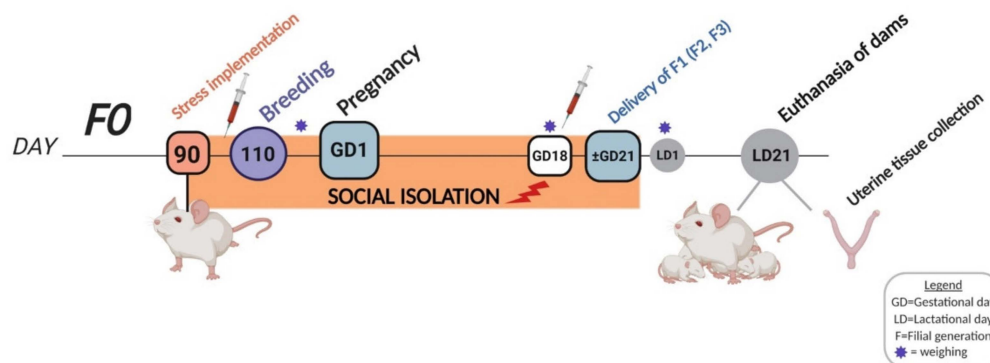 Stress implementation
Breeding
Pregnancy
Delivery of F1 (F2, F3)
Euthanasia of dams
Uterine tissue collection
F0
DAY
90
110
GD1
GD18
±GD21
LD1
LD21
SOCIAL ISOLATION
Legend
GD=Gestational day
LD=Lactational day
F=Filial generation
= weighing